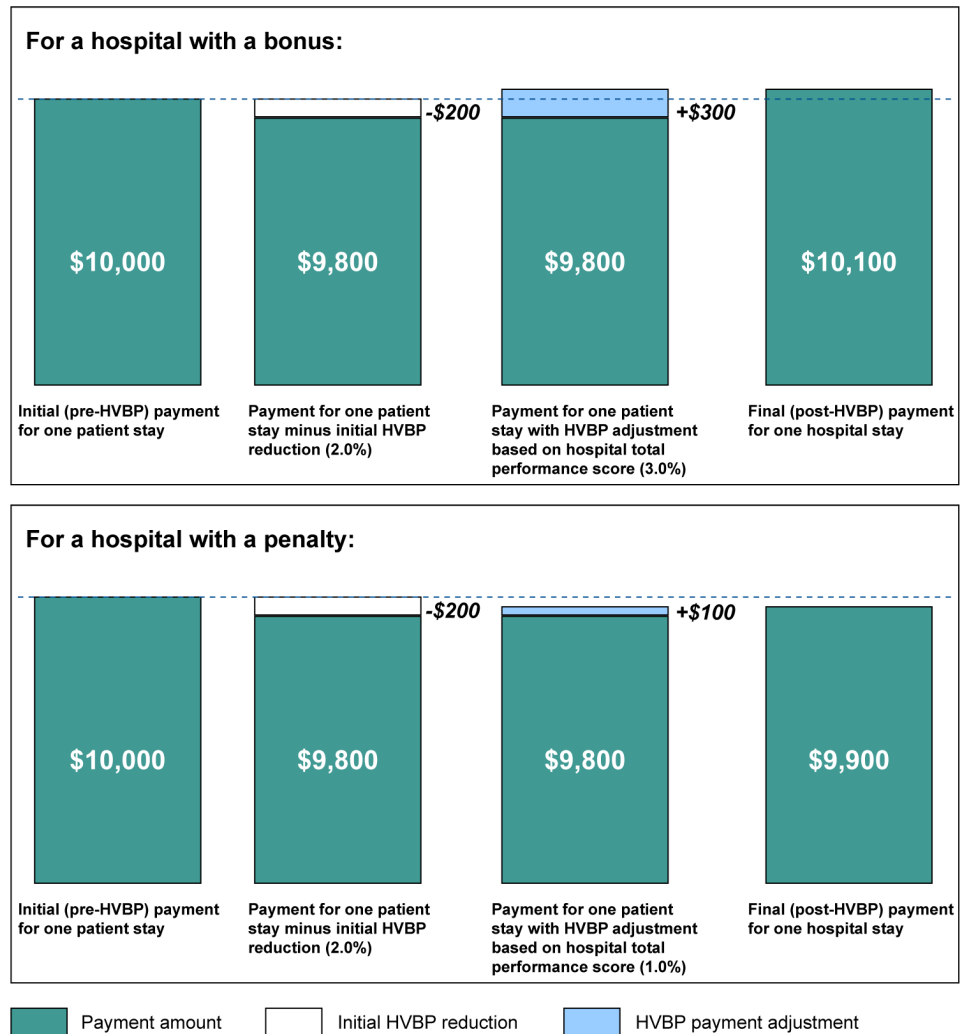 For a hospital with a bonus:
-$200
+$300
$10,000
$9,800
$9,800
$10,100
Initial (pre-HVBP) payment
for one patient stay
Payment for one patient
stay minus initial HVBP
reduction (2.0%)
Payment for one patient
stay with HVBP adjustment
based on hospital total
performance score (3.0%)
Final (post-HVBP) payment
for one hospital stay
For a hospital with a penalty:
-$200
+$100
$10,000
$9,800
$9,800
$9,900
Initial (pre-HVBP) payment
for one patient stay
Payment for one patient
stay minus initial HVBP
reduction (2.0%)
Payment for one patient
stay with HVBP adjustment
based on hospital total
performance score (1.0%)
Final (post-HVBP) payment
for one hospital stay
Payment amount
Initial HVBP reduction
HVBP payment adjustment